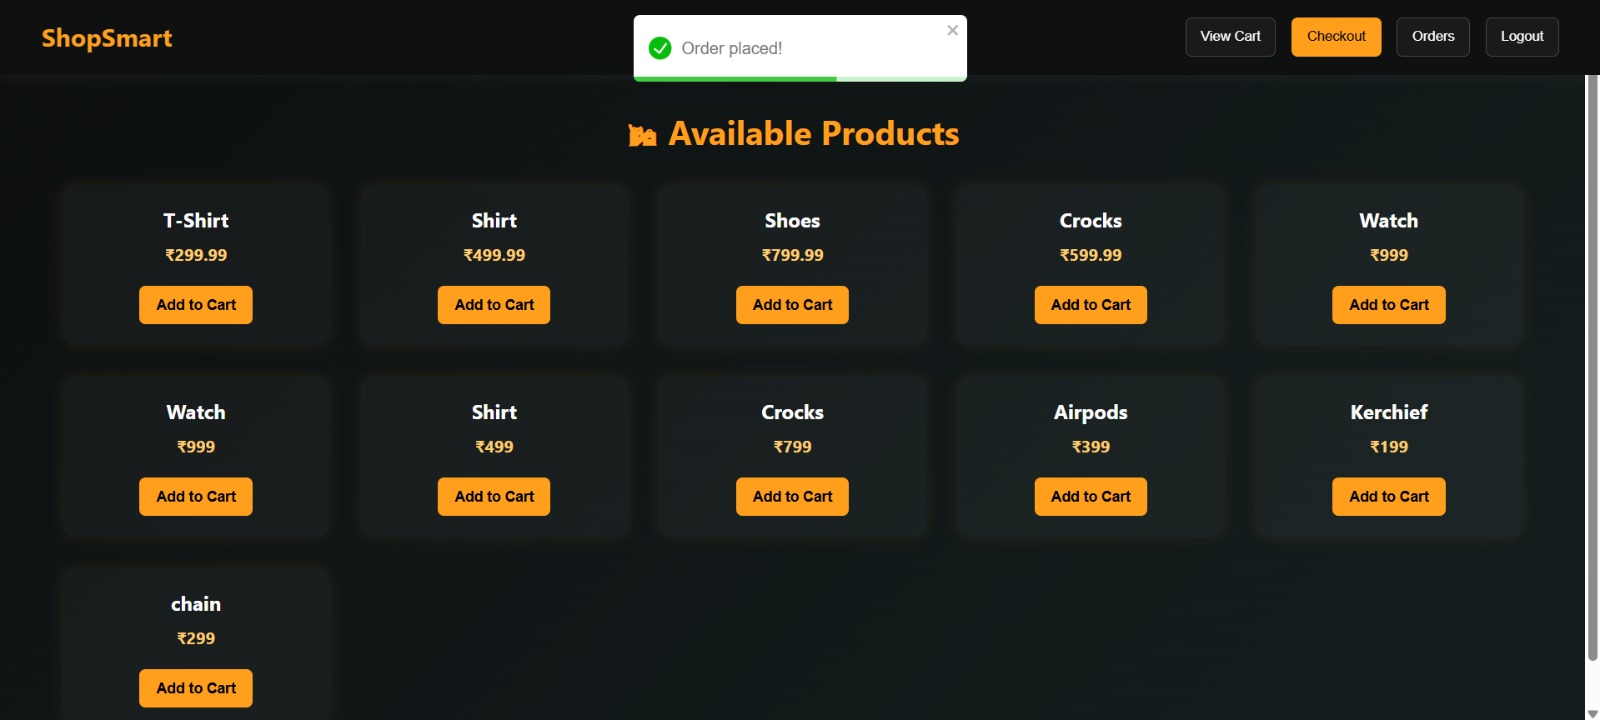 ShopSmart
Order placed!
View Cart
Checkout
Orders
Logout
Available Products
T-Shirt
₹299.99
Add to Cart
Shirt
₹499.99
Add to Cart
Shoes
₹799.99
Add to Cart
Crocks
₹599.99
Add to Cart
Watch
₹999
Add to Cart
Watch
₹999
Add to Cart
Shirt
₹499
Add to Cart
Crocks
₹799
Add to Cart
Airpods
₹399
Add to Cart
Kerchief
₹199
Add to Cart
chain
₹299
Add to Cart